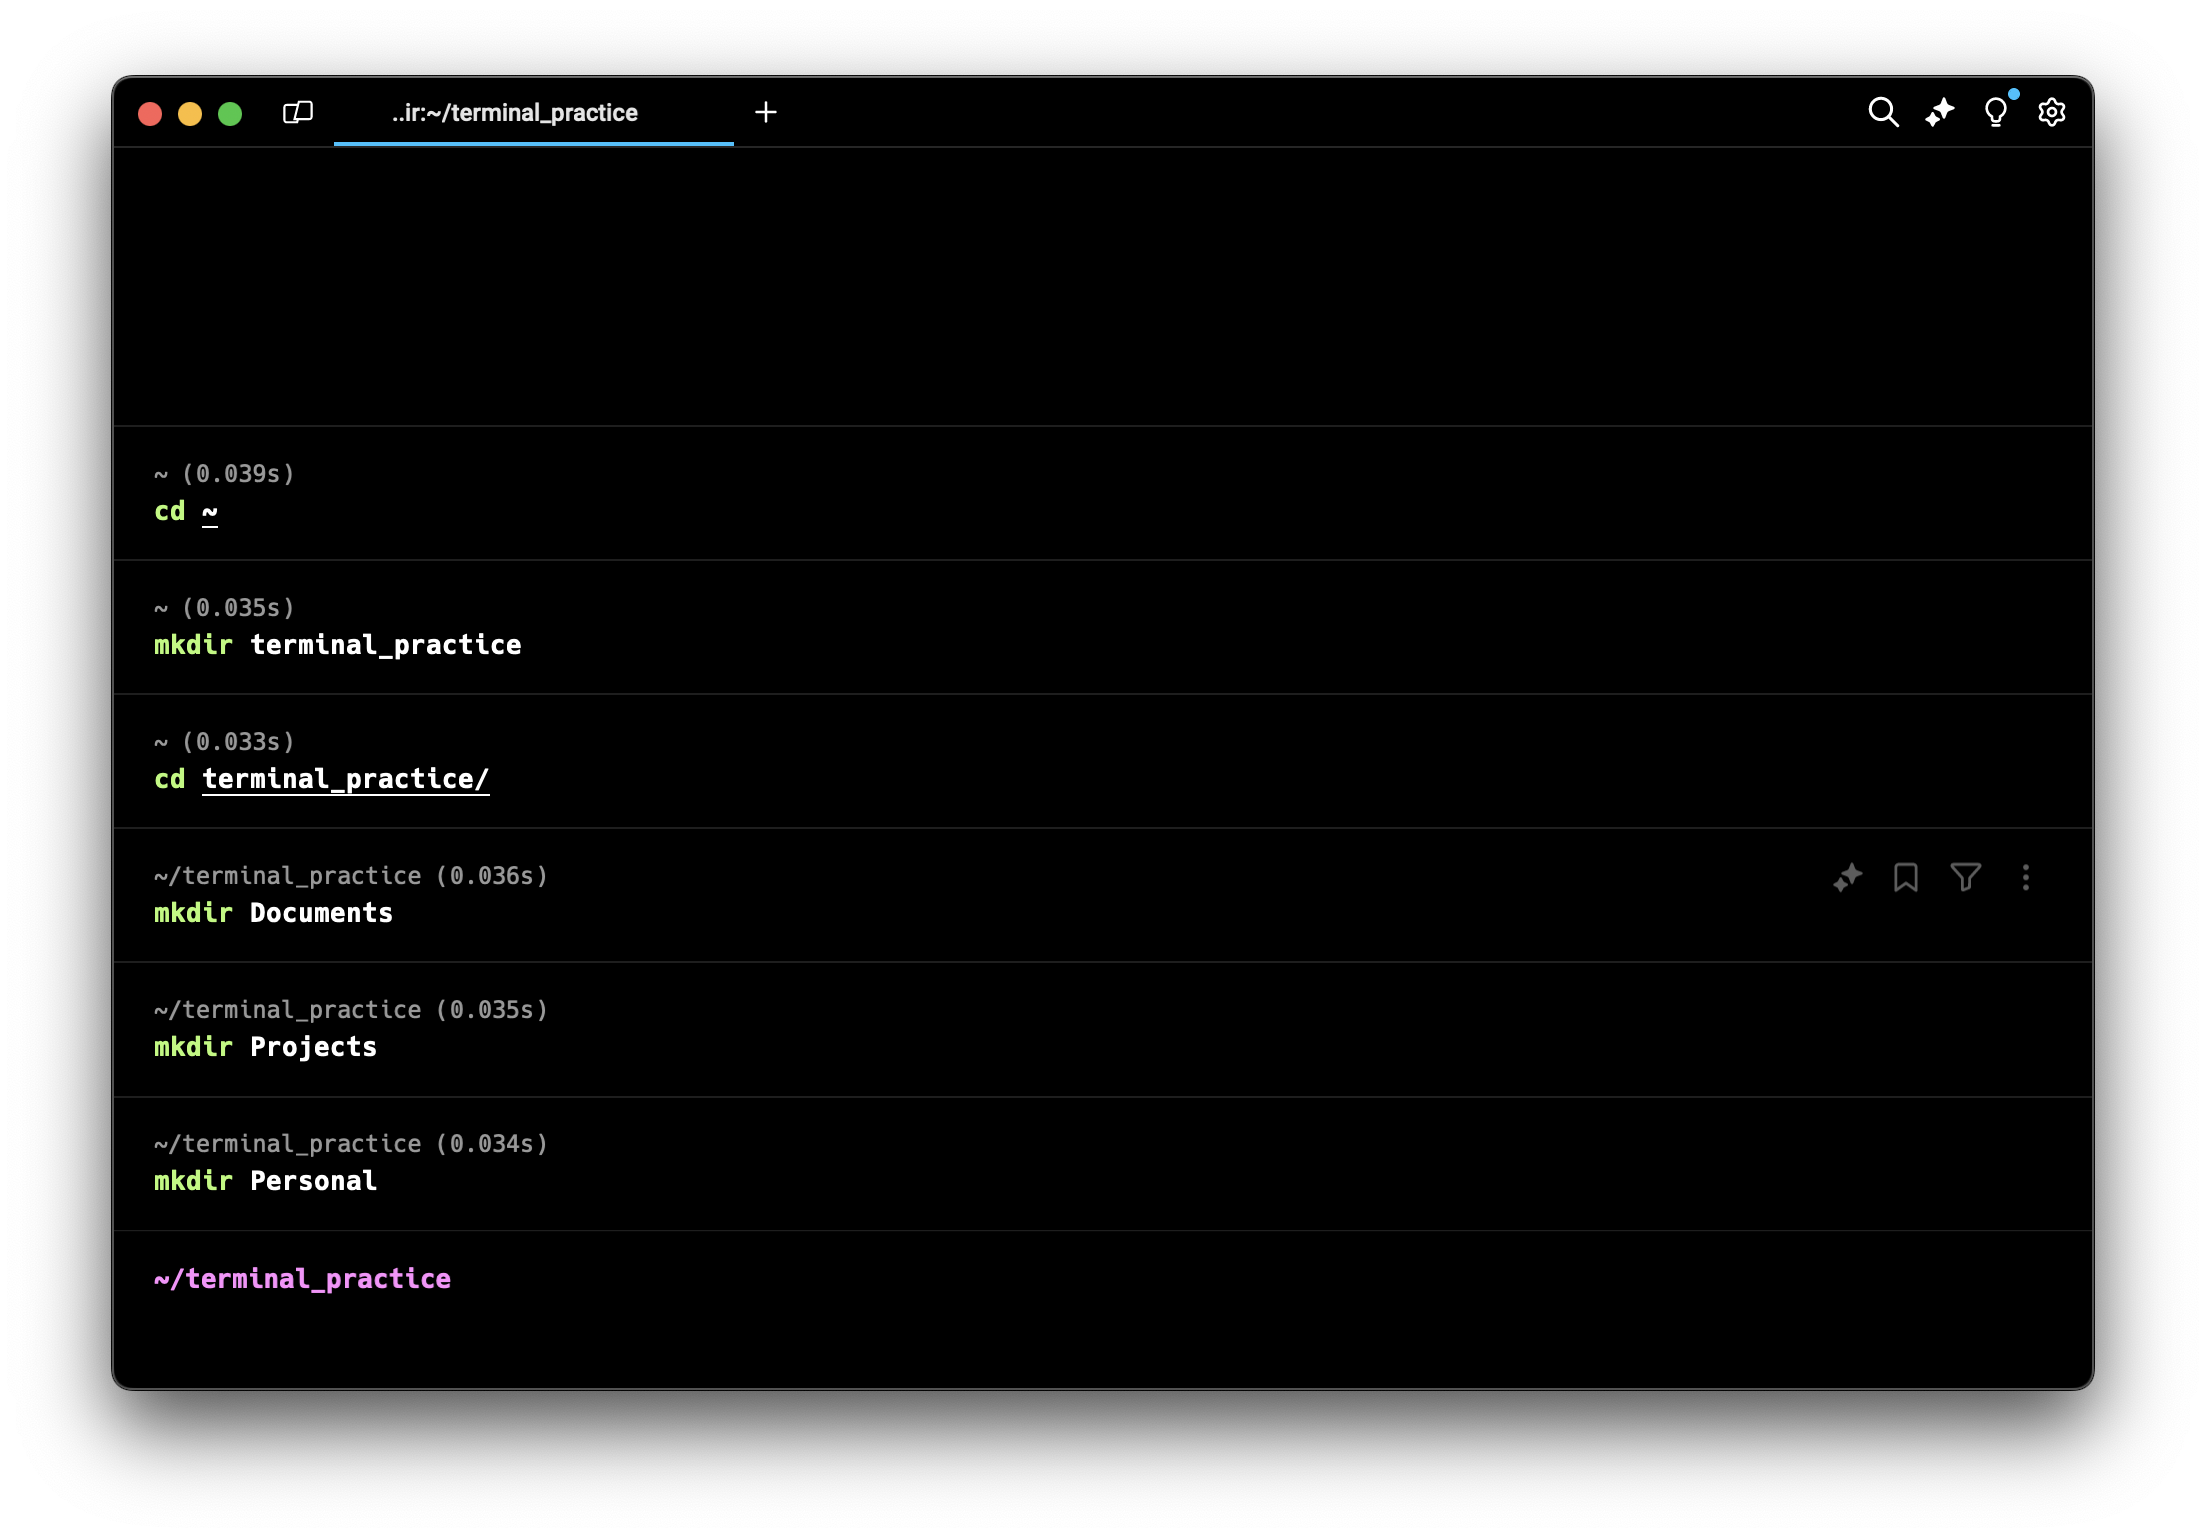 ..ir:~/terminal_practice
~ (0.039s)
cd ~
~ (0.035s)
mkdir terminal_practice
~ (0.033s)
cd terminal_practice/
~/terminal_practice (0.036s)
mkdir Documents
~/terminal_practice (0.035s)
mkdir Projects
~/terminal_practice (0.034s)
mkdir Personal
~/terminal_practice